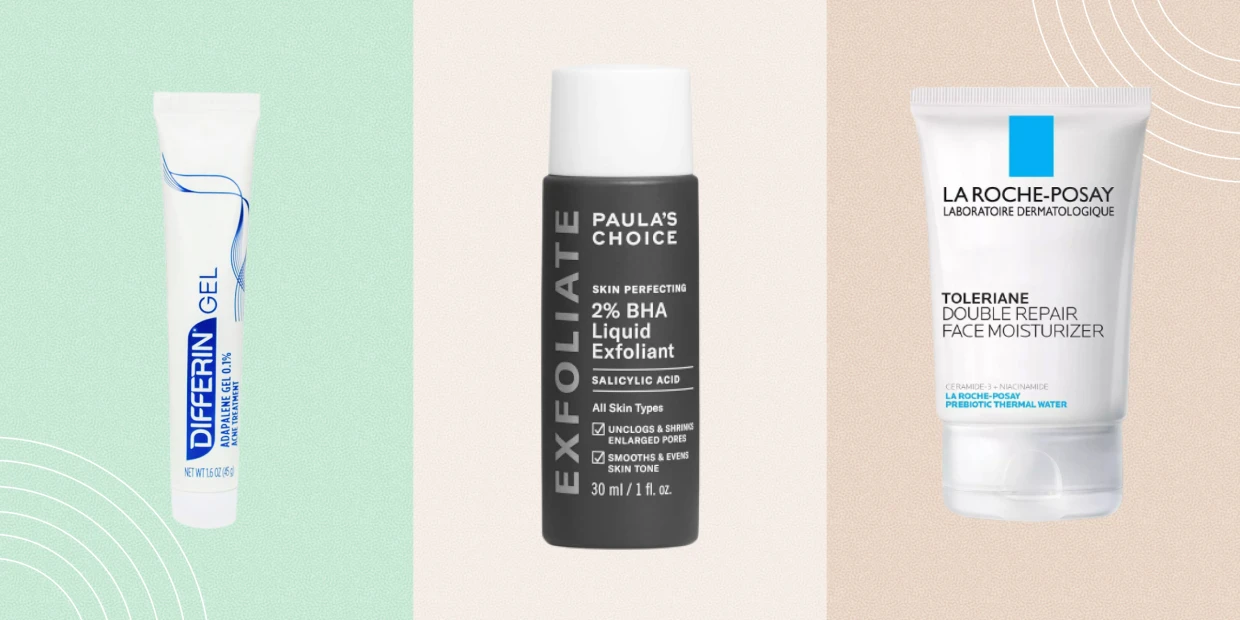 DIFFERIN GEL
ADAPALENE GEL 0.1%
ACNE TREATMENT
NET WT 1.6 OZ (45 g)
EXFOLIATE
PAULA'S
CHOICE
SKIN PERFECTING
2% BHA
Liquid
Exfoliant
SALICYLIC ACID
All Skin Types
UNCLOGS & SHRINKS
ENLARGED PORES
SMOOTHS & EVENS
SKIN TONE
30 ml / 1 fl. oz.
LA ROCHE-POSAY
LABORATOIRE DERMATOLOGIQUE
TOLERIANE
DOUBLE REPAIR
FACE MOISTURIZER
CERAMIDE-3 + NIACINAMIDE
LA ROCHE-POSAY
PREBIOTIC THERMAL WATER